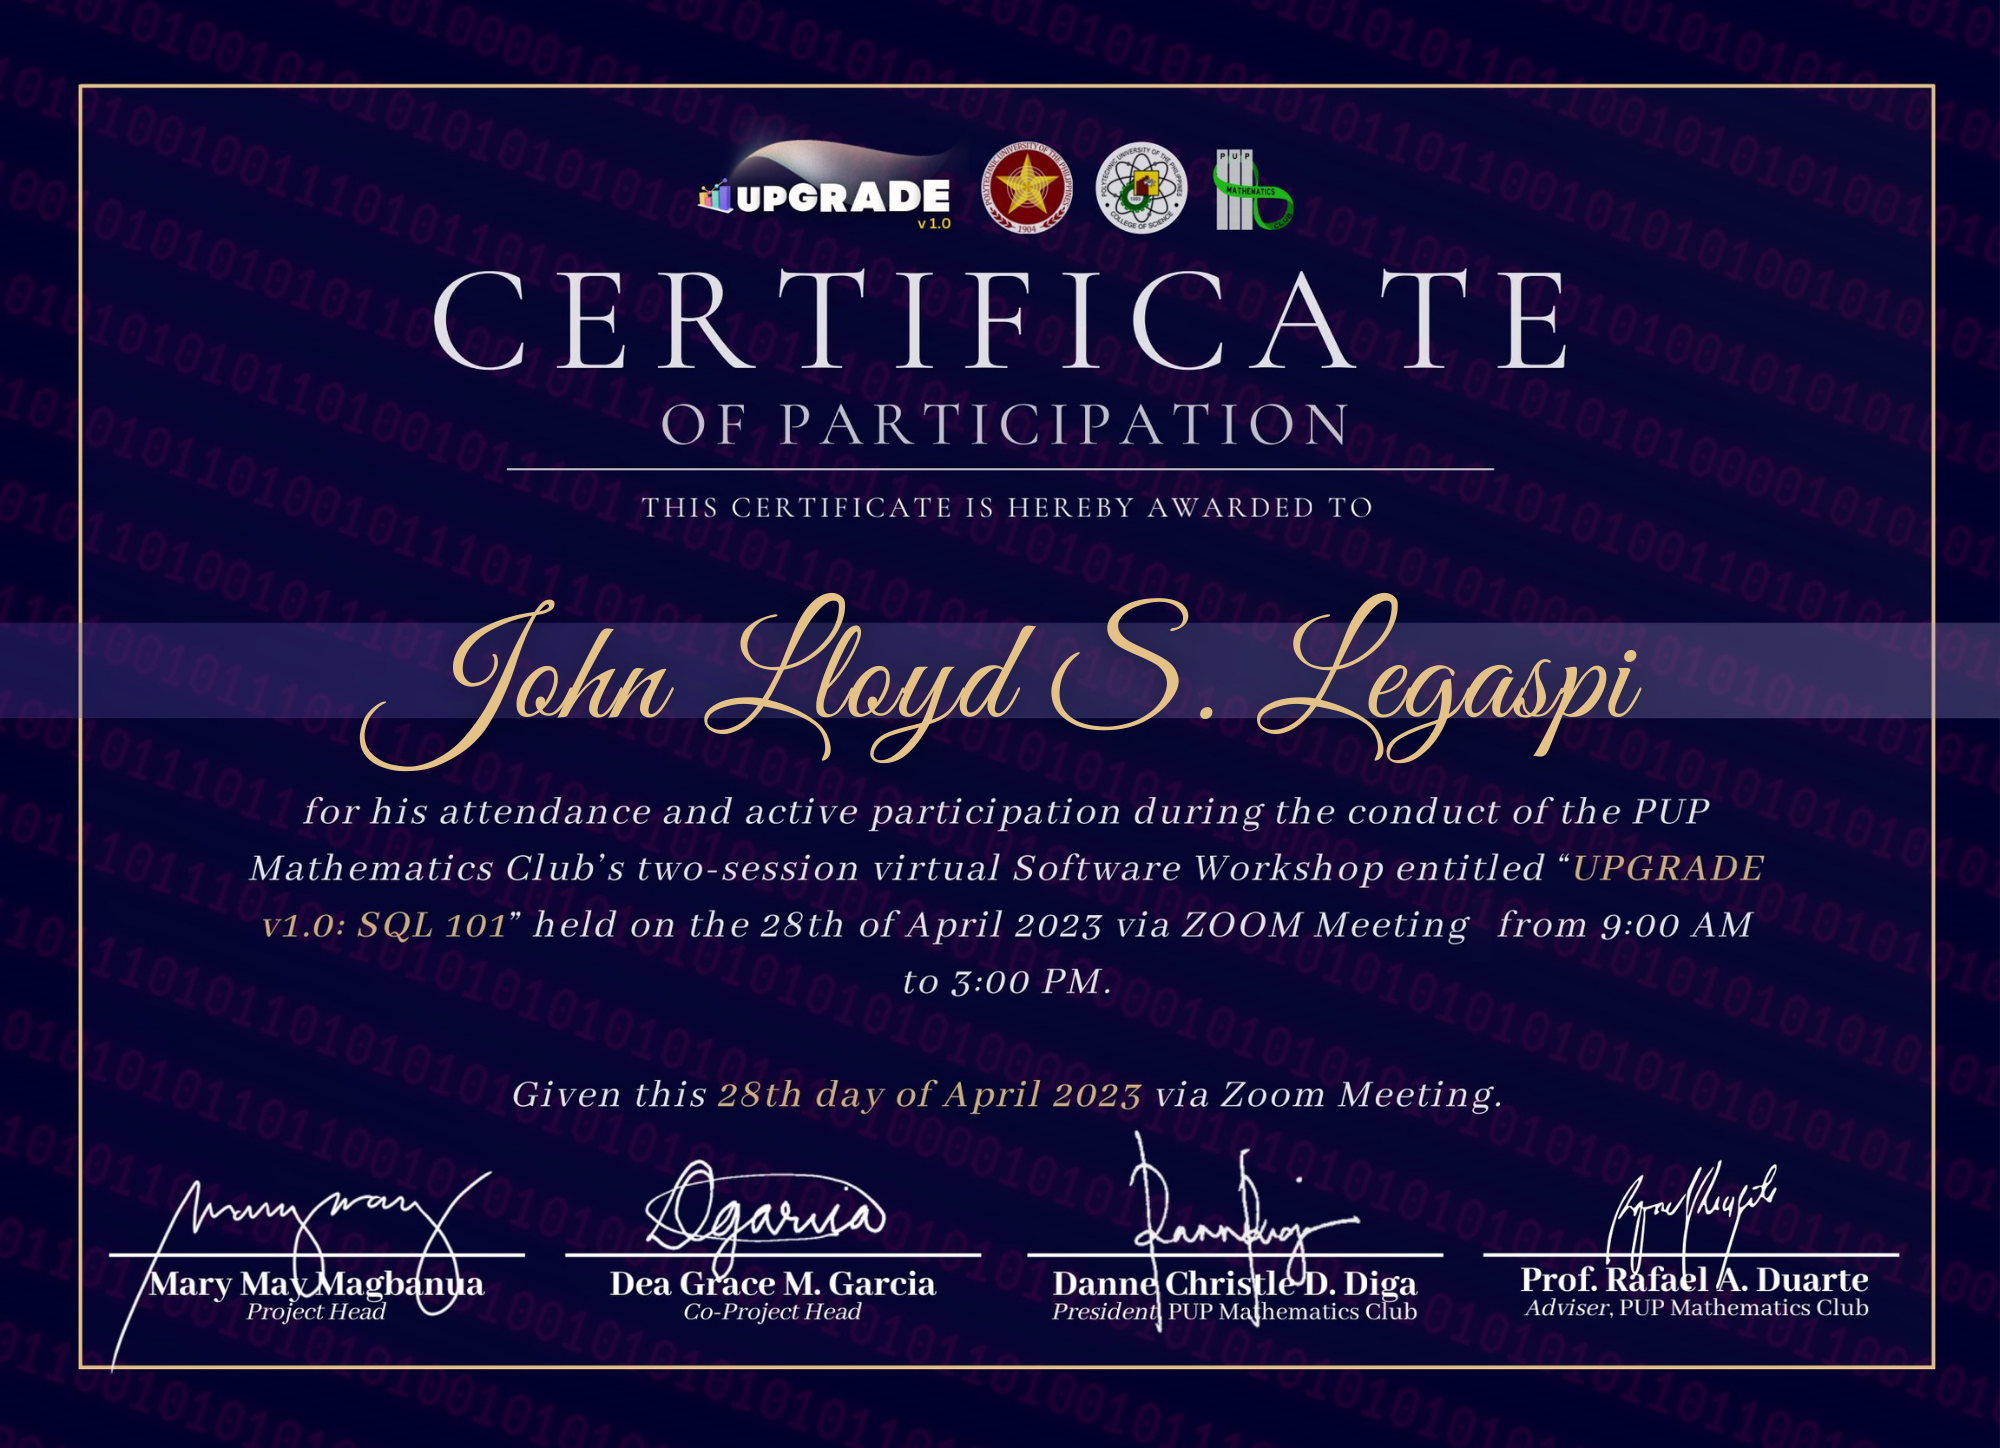 UPGRADE
v 1.0
POLYTECHNIC UNIVERSITY OF THE PHILIPPINES
1904
POLYTECHNIC UNIVERSITY OF THE PHILIPPINES
COLLEGE OF SCIENCE
PUP
MATHEMATICS
CLUB
CERTIFICATE
OF PARTICIPATION
THIS CERTIFICATE IS HEREBY AWARDED TO
John Lloyd S. Legaspi
for his attendance and active participation during the conduct of the PUP
Mathematics Club’s two-session virtual Software Workshop entitled “UPGRADE
v1.0: SQL 101” held on the 28th of April 2023 via ZOOM Meeting from 9:00 AM
to 3:00 PM.
Given this 28th day of April 2023 via Zoom Meeting.
Mary May Magbanua
Project Head
Dea Grace M. Garcia
Co-Project Head
Danne Christle D. Diga
President, PUP Mathematics Club
Prof. Rafael A. Duarte
Adviser, PUP Mathematics Club